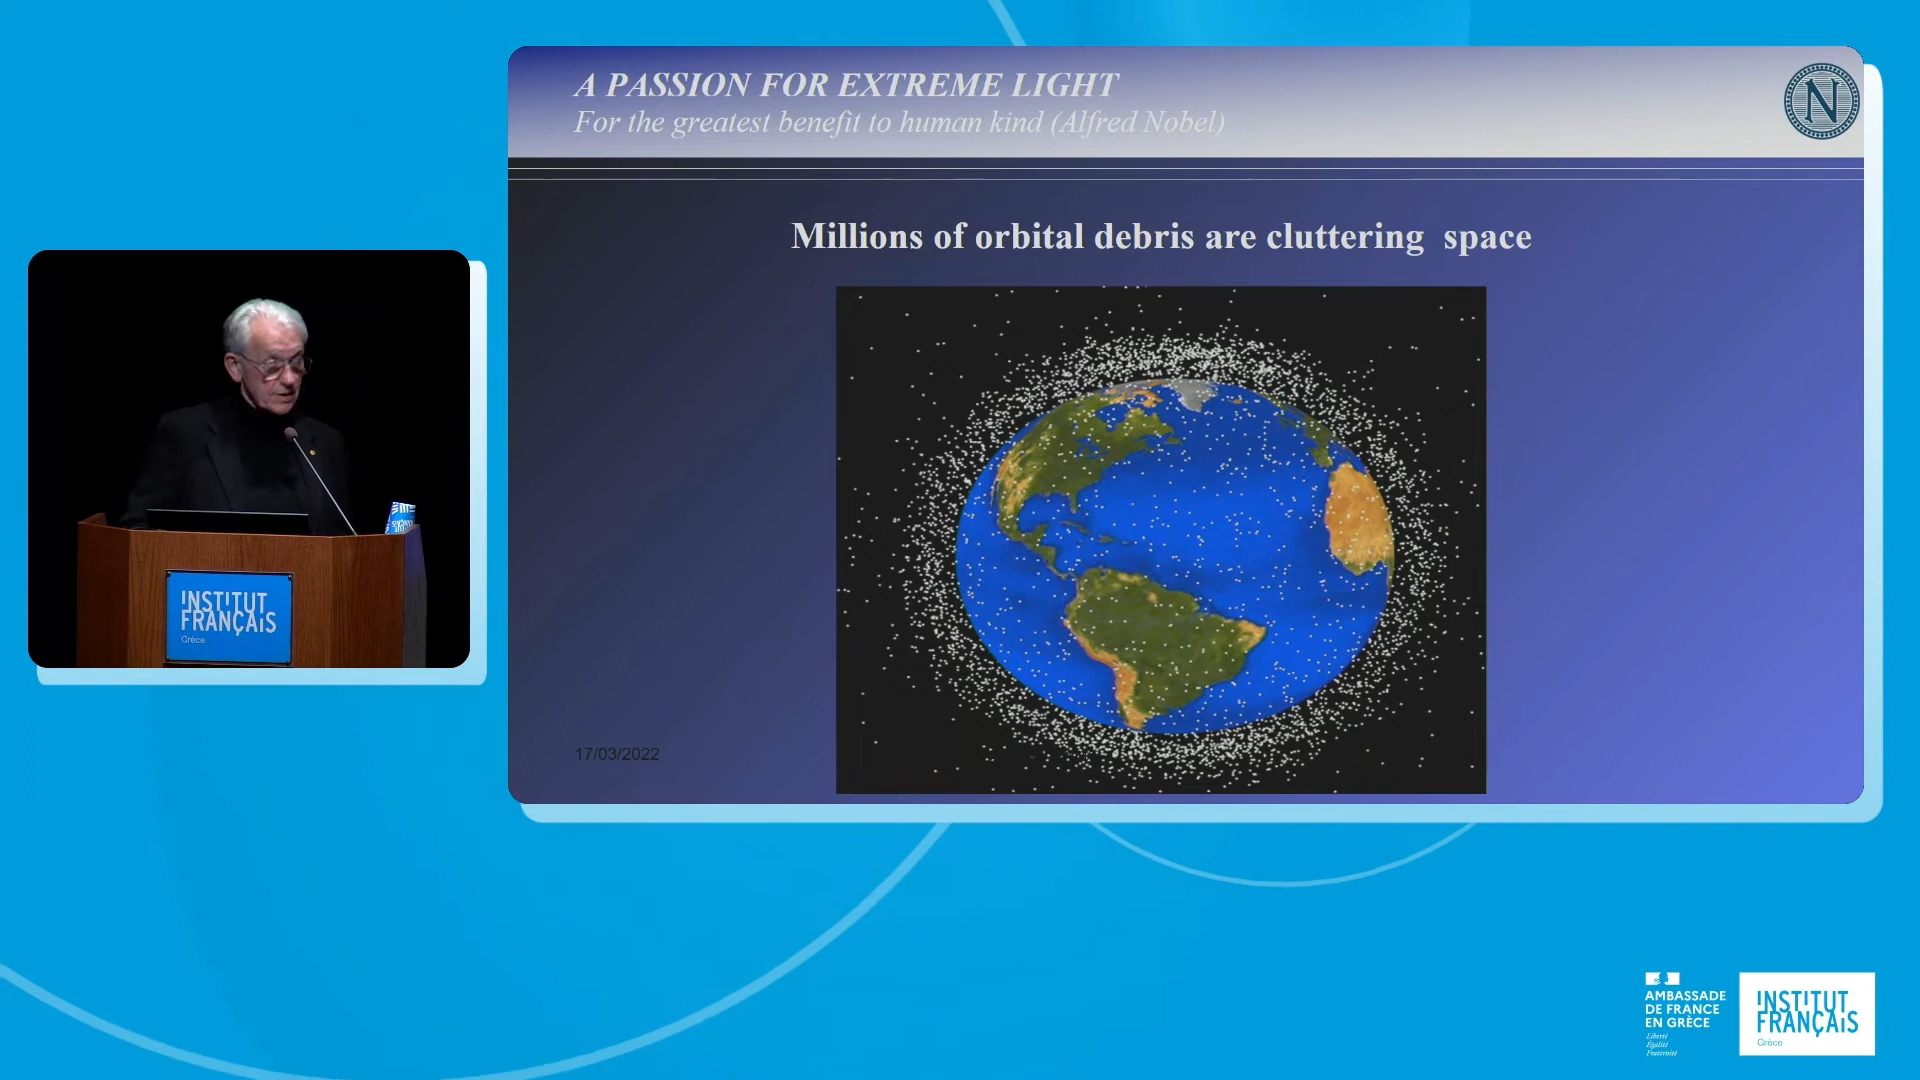 A PASSION FOR EXTREME LIGHT
For the greatest benefit to human kind (Alfred Nobel)
N
Millions of orbital debris are cluttering space
17/03/2022
INSTITUT
FRANÇAIS
Grèce
AMBASSADE
DE FRANCE
EN GRÈCE
Liberté
Égalité
Fraternité
INSTITUT
FRANÇAIS
Grèce